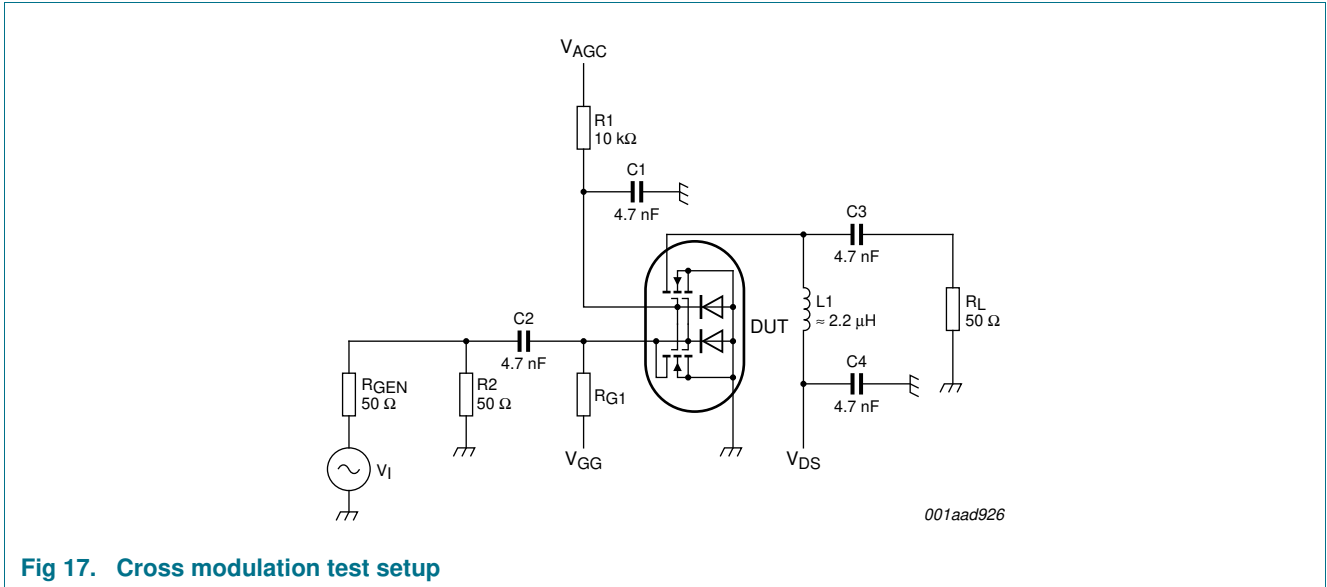 VAGC
R1
10 kΩ
C1
4.7 nF
C3
4.7 nF
L1
≈ 2.2 μH
RL
50 Ω
DUT
C2
4.7 nF
C4
4.7 nF
RGEN
50 Ω
R2
50 Ω
RG1
VGG
VDS
VI
001aad926
Fig 17. Cross modulation test setup